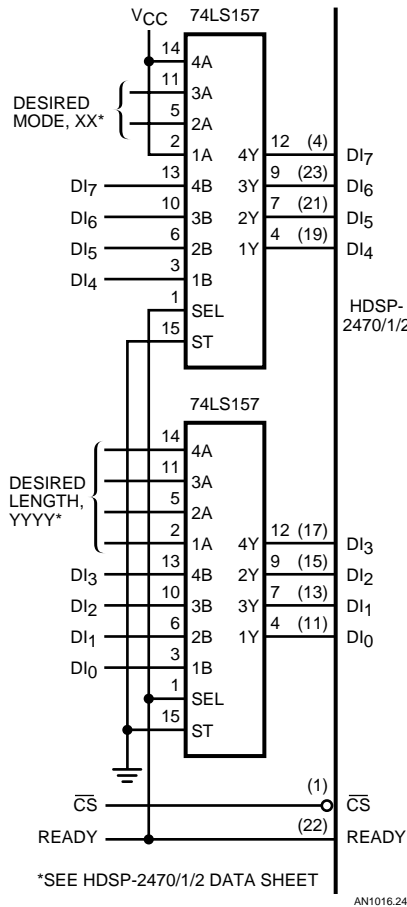 VCC 74LS157
14 4A
11 3A
DESIRED
MODE, XX*
5 2A
2 1A 4Y 12 (4) DI7
DI7 13 4B 3Y 9 (23) DI6
DI6 10 3B 2Y 7 (21) DI5
DI5 6 2B 1Y 4 (19) DI4
DI4 3 1B
1 SEL
15 ST
HDSP-
2470/1/2
74LS157
14 4A
11 3A
DESIRED
LENGTH,
YYYY*
5 2A
2 1A 4Y 12 (17) DI3
DI3 13 4B 2Y 9 (15) DI2
DI2 10 3B 3Y 7 (13) DI1
DI1 6 2B 1Y 4 (11) DI0
DI0 3 1B
1 SEL
15 ST
CS (1) CS
READY (22) READY
*SEE HDSP-2470/1/2 DATA SHEET
AN1016.24